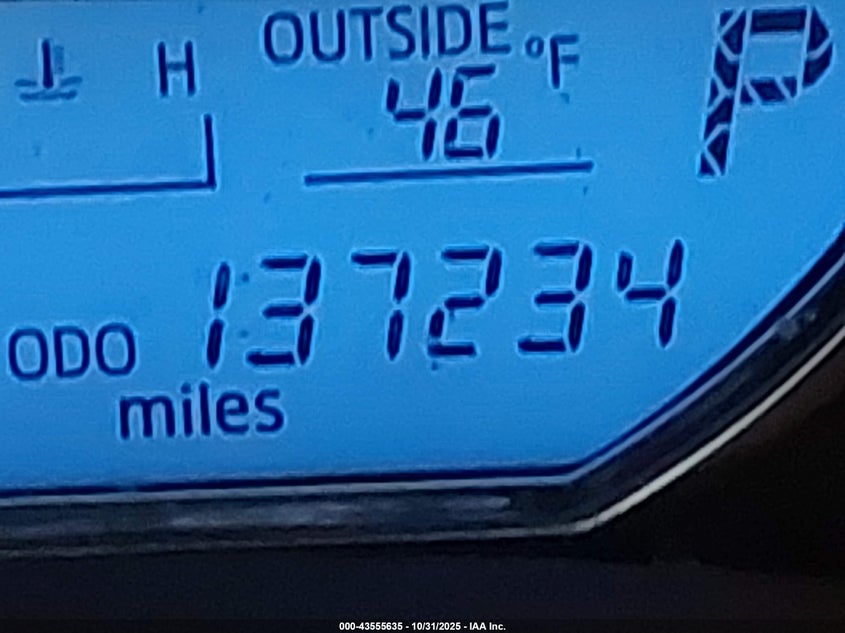 OUTSIDE
H 46 °F P
ODO 137234
miles
000-43555635 - 10/31/2025 - IAA Inc.